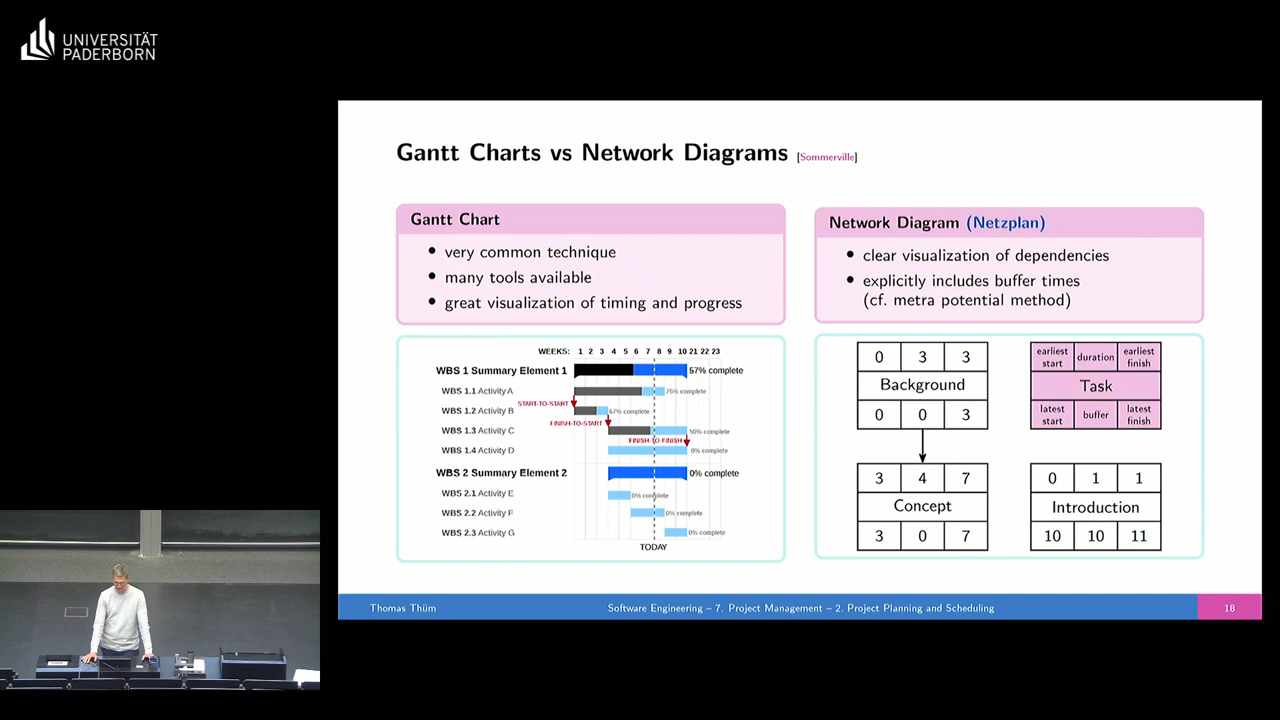 UNIVERSITÄT
PADERBORN
Gantt Charts vs Network Diagrams [Sommerville]
Gantt Chart
• very common technique
• many tools available
• great visualization of timing and progress
WEEKS: 1 2 3 4 5 6 7 8 9 10 21 22 23
WBS 1 Summary Element 1 57% complete
WBS 1.1 Activity A 75% complete
START-TO-START
WBS 1.2 Activity B 67% complete
FINISH-TO-START
WBS 1.3 Activity C 50% complete
FINISH-TO-FINISH
WBS 1.4 Activity D 0% complete
WBS 2 Summary Element 2 0% complete
WBS 2.1 Activity E 0% complete
WBS 2.2 Activity F 0% complete
WBS 2.3 Activity G 0% complete
TODAY
Network Diagram (Netzplan)
• clear visualization of dependencies
• explicitly includes buffer times
(cf. metra potential method)
0 3 3
Background
0 0 3
3 4 7
Concept
3 0 7
earliest start duration earliest finish
Task
latest start buffer latest finish
0 1 1
Introduction
10 10 11
Thomas Thüm Software Engineering – 7. Project Management – 2. Project Planning and Scheduling 18